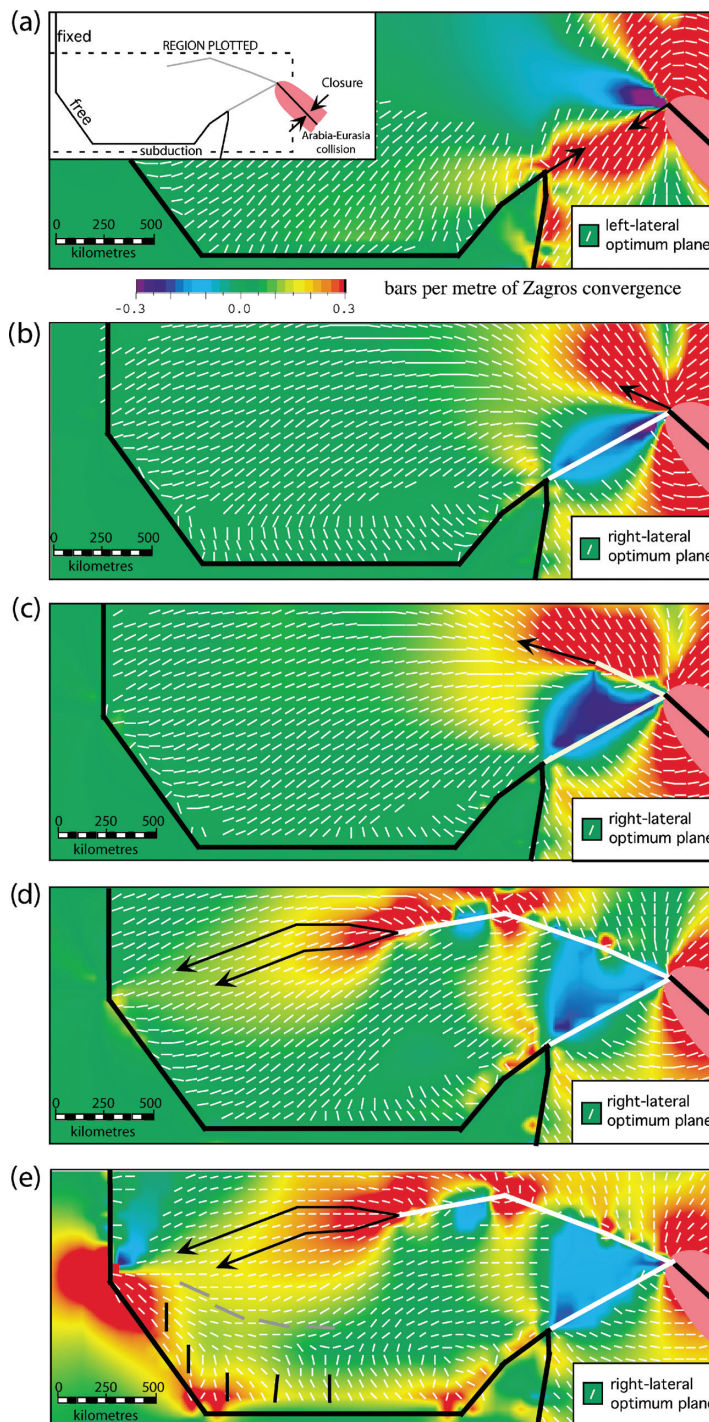 (a)
fixed
REGION PLOTTED
Closure
free
Arabia-Eurasia
collision
subduction
0 250 500
kilometres
left-lateral
optimum plane
-0.3 0.0 0.3
bars per metre of Zagros convergence
(b)
0 250 500
kilometres
right-lateral
optimum plane
(c)
0 250 500
kilometres
right-lateral
optimum plane
(d)
0 250 500
kilometres
right-lateral
optimum plane
(e)
0 250 500
kilometres
right-lateral
optimum plane